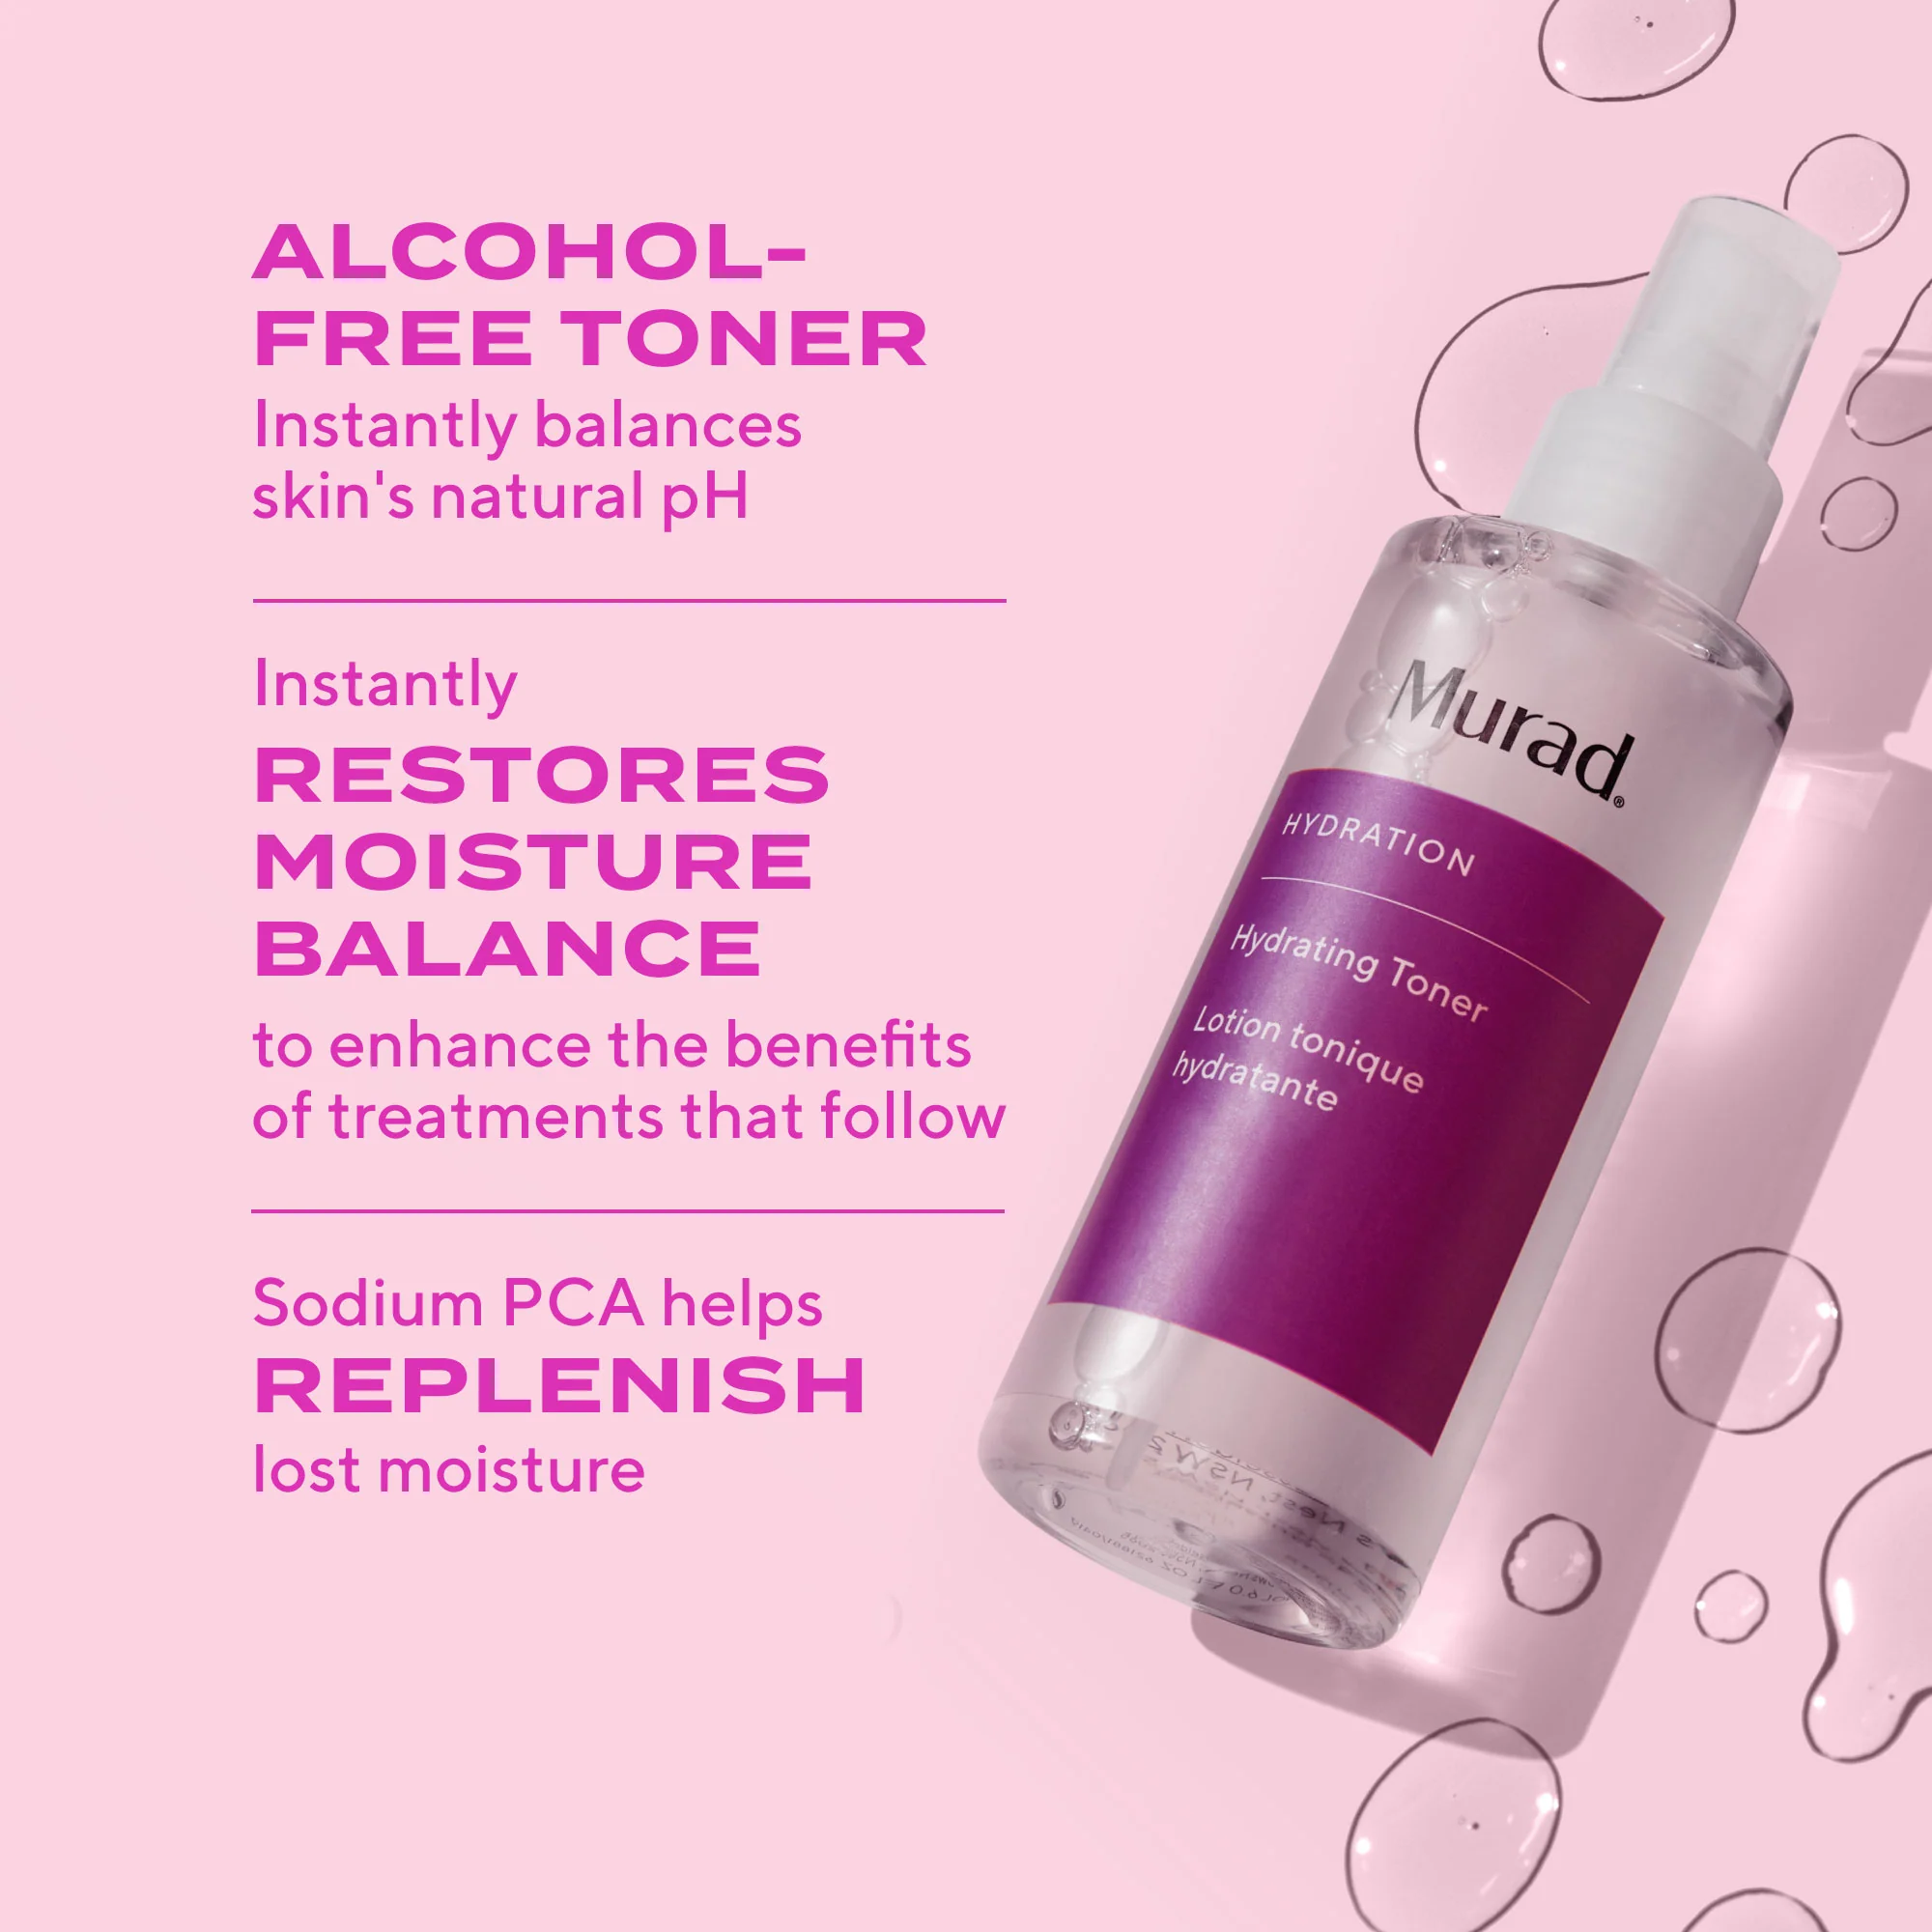 ALCOHOL-
FREE TONER
Instantly balances
skin's natural pH
Instantly
RESTORES
MOISTURE
BALANCE
to enhance the benefits
of treatments that follow
Sodium PCA helps
REPLENISH
lost moisture
Murad®
HYDRATION
Hydrating Toner
Lotion tonique
hydratante